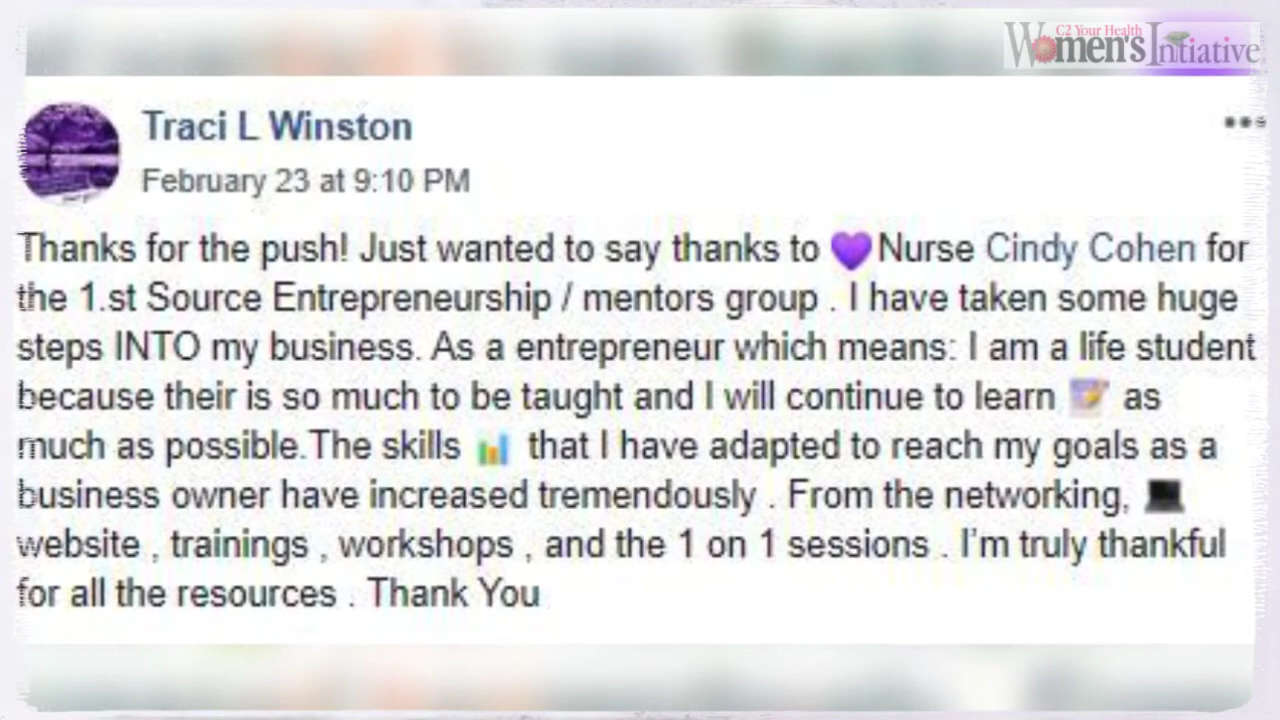 C2 Your Health
Women's Intiative
Traci L Winston
February 23 at 9:10 PM
Thanks for the push! Just wanted to say thanks to 💜 Nurse Cindy Cohen for
the 1.st Source Entrepreneurship / mentors group . I have taken some huge
steps INTO my business. As a entrepreneur which means: I am a life student
because their is so much to be taught and I will continue to learn 📝 as
much as possible.The skills 📊 that I have adapted to reach my goals as a
business owner have increased tremendously . From the networking, 💻
website , trainings , workshops , and the 1 on 1 sessions . I'm truly thankful
for all the resources . Thank You